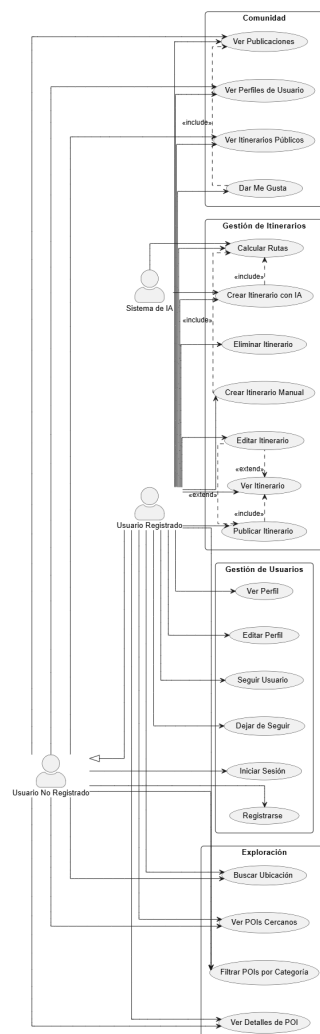 Comunidad
Ver Publicaciones
Ver Perfiles de Usuario
«include»
Ver Itinerarios Públicos
Dar Me Gusta
Gestión de Itinerarios
Calcular Rutas
«include»
Sistema de IA
Crear Itinerario con IA
«include»
Eliminar Itinerario
Crear Itinerario Manual
Editar Itinerario
«extend»
Ver Itinerario
«extend»
«include»
Usuario Registrado
Publicar Itinerario
Gestión de Usuarios
Ver Perfil
Editar Perfil
Seguir Usuario
Dejar de Seguir
Iniciar Sesión
Usuario No Registrado
Registrarse
Exploración
Buscar Ubicación
Ver POIs Cercanos
Filtrar POIs por Categoría
Ver Detalles de POI